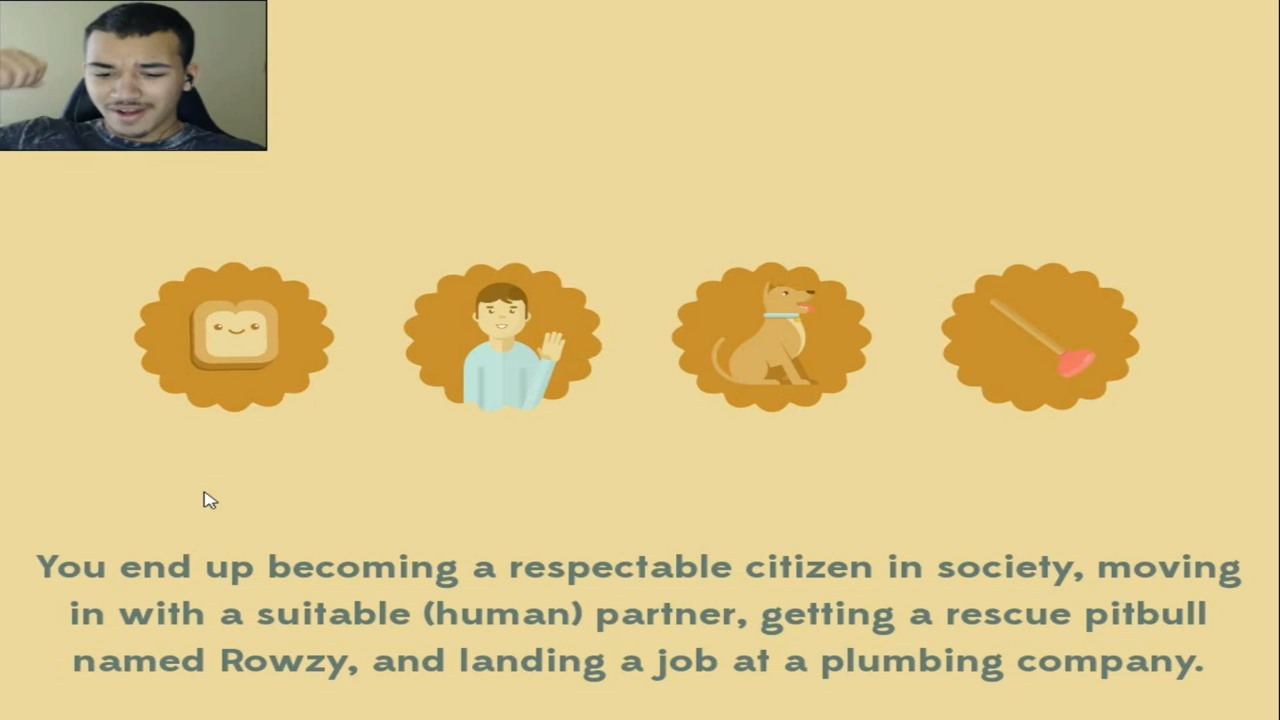 You end up becoming a respectable citizen in society, moving
in with a suitable (human) partner, getting a rescue pitbull
named Rowzy, and landing a job at a plumbing company.